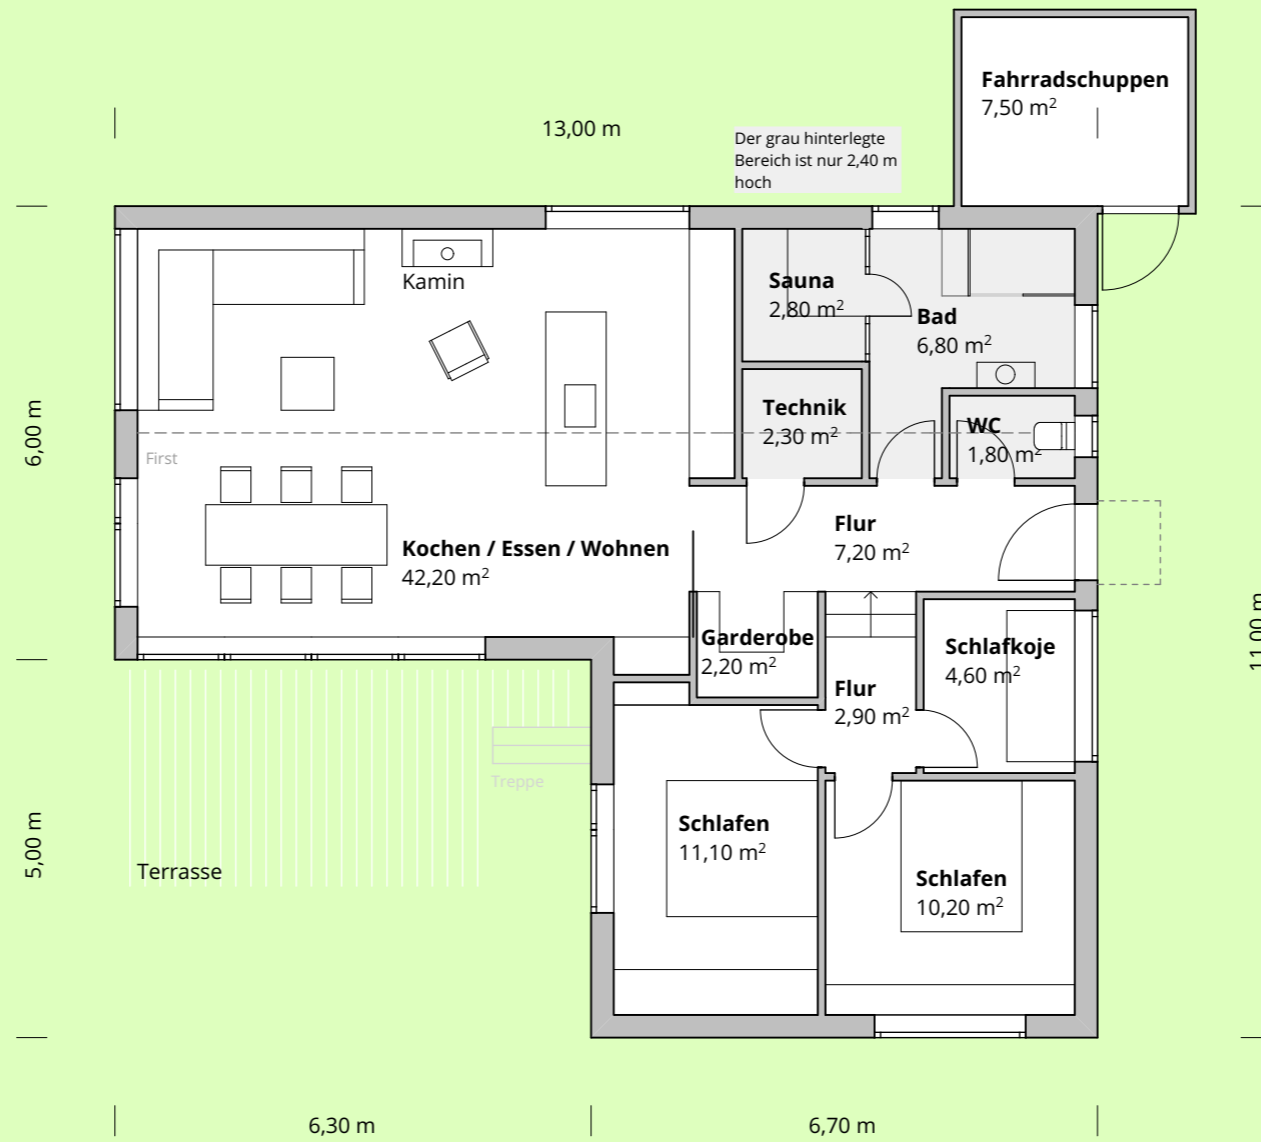 Fahrradschuppen
7,50 m²
13,00 m
Der grau hinterlegte
Bereich ist nur 2,40 m
hoch
Kamin
Sauna
2,80 m²
Bad
6,80 m²
6,00 m
First
Technik
2,30 m²
WC
1,80 m²
Kochen / Essen / Wohnen
42,20 m²
Flur
7,20 m²
Garderobe
2,20 m²
Schlafkoje
4,60 m²
11,00 m
Flur
2,90 m²
Treppe
Terrasse
5,00 m
Schlafen
11,10 m²
Schlafen
10,20 m²
6,30 m
6,70 m